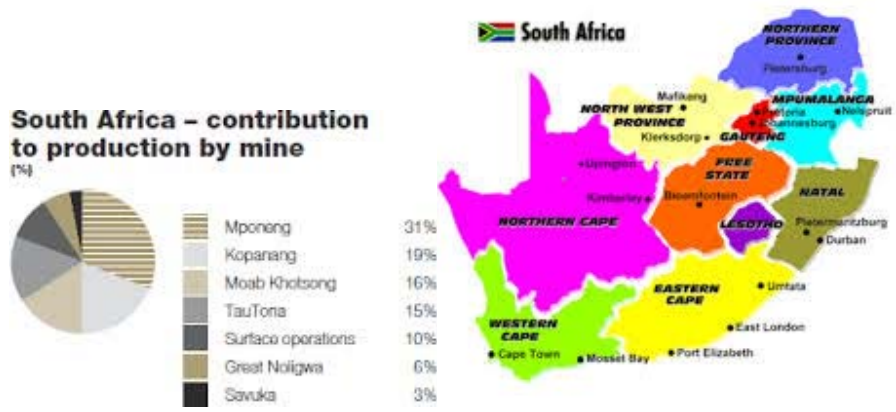 South Africa – contribution
to production by mine
(%)
Mponeng 31%
Kopanang 19%
Moab Khotsong 16%
TauTona 15%
Surface operations 10%
Great Noligwa 6%
Savuka 3%
South Africa
NORTHERN
PROVINCE
Pietersburg
MPUMALANGA
Nelspruit
Mafikeng
NORTH WEST
PROVINCE
Klerksdorp
Pretoria
Johannesburg
GAUTENG
Upington
FREE
STATE
Kimberley
Bloemfontein
NATAL
NORTHERN CAPE
LESOTHO
Pietermaritzburg
Durban
EASTERN
CAPE
Umtata
WESTERN
CAPE
East London
Cape Town
Mossel Bay
Port Elizabeth